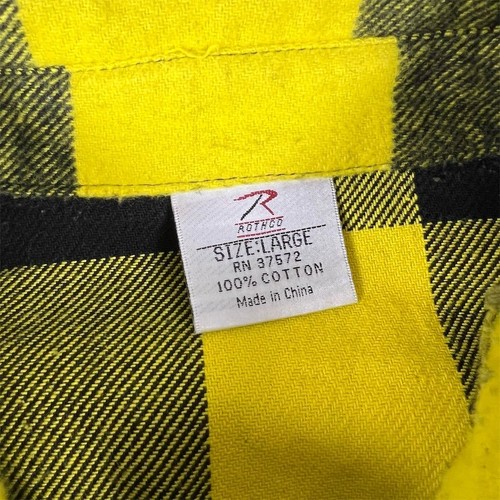 ROTHCO
SIZE:LARGE
RN 37572
100% COTTON
Made in China